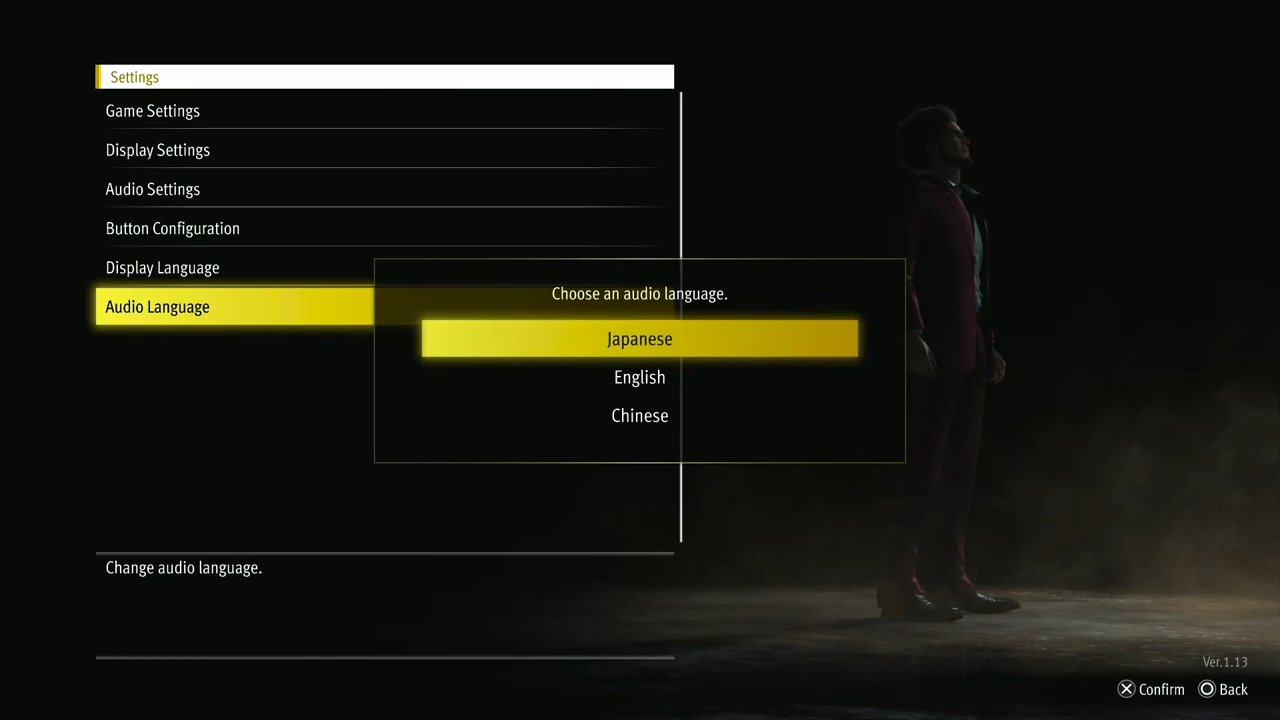 Settings
Game Settings
Display Settings
Audio Settings
Button Configuration
Display Language
Audio Language
Choose an audio language.
Japanese
English
Chinese
Change audio language.
Ver.1.13
Confirm
Back